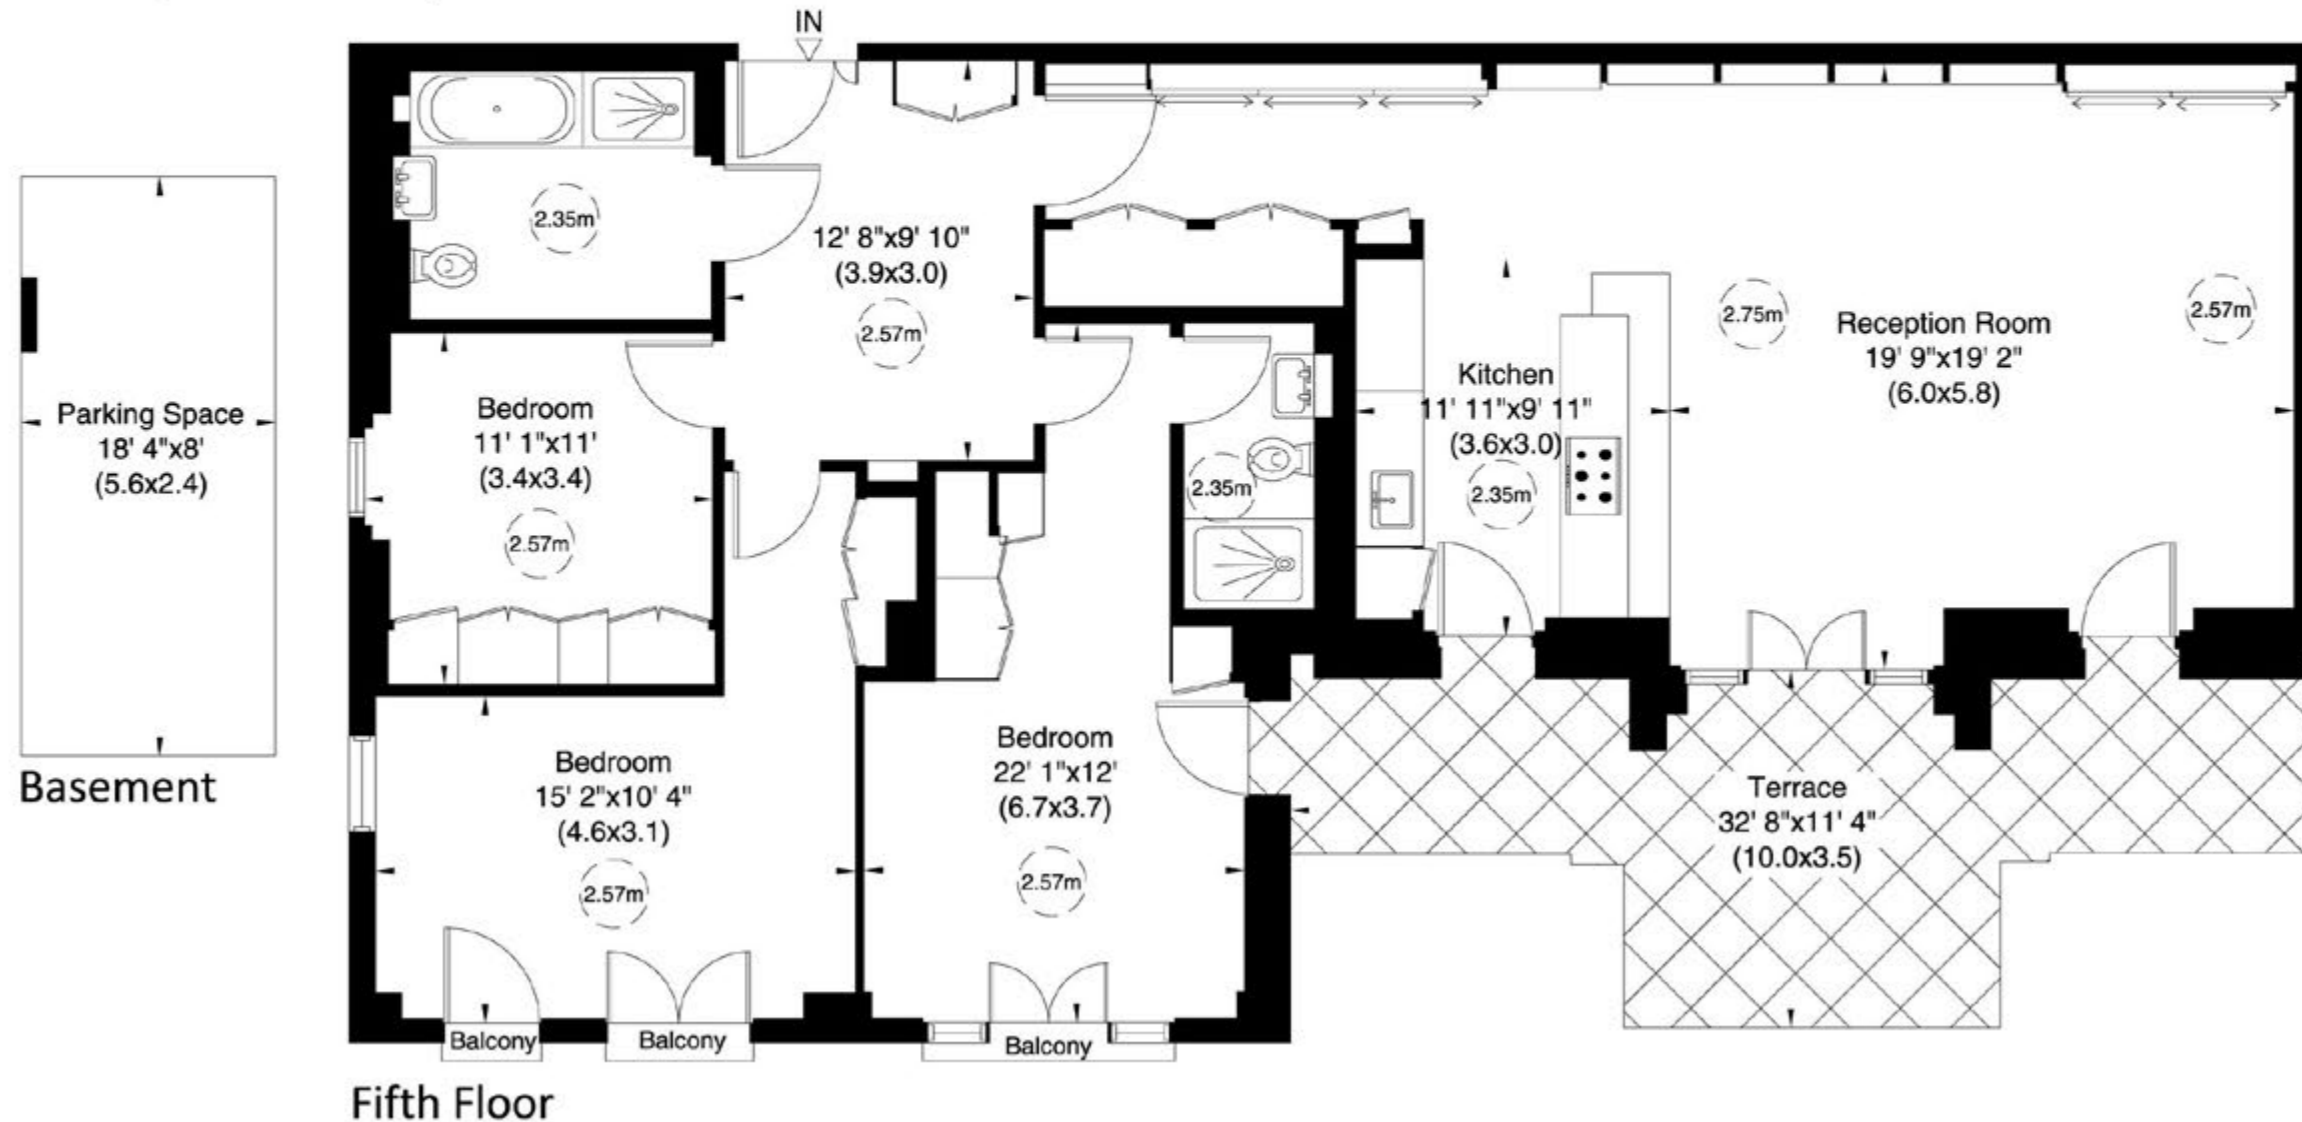 IN
2.35m
12' 8"x9' 10"
(3.9x3.0)
2.57m
2.75m
Reception Room
19' 9"x19' 2"
(6.0x5.8)
2.57m
Kitchen
11' 11"x9' 11"
(3.6x3.0)
2.35m
2.35m
Parking Space
18' 4"x8'
(5.6x2.4)
Basement
Bedroom
11' 1"x11'
(3.4x3.4)
2.57m
Bedroom
15' 2"x10' 4"
(4.6x3.1)
2.57m
Bedroom
22' 1"x12'
(6.7x3.7)
2.57m
Terrace
32' 8"x11' 4"
(10.0x3.5)
Balcony
Balcony
Balcony
Fifth Floor